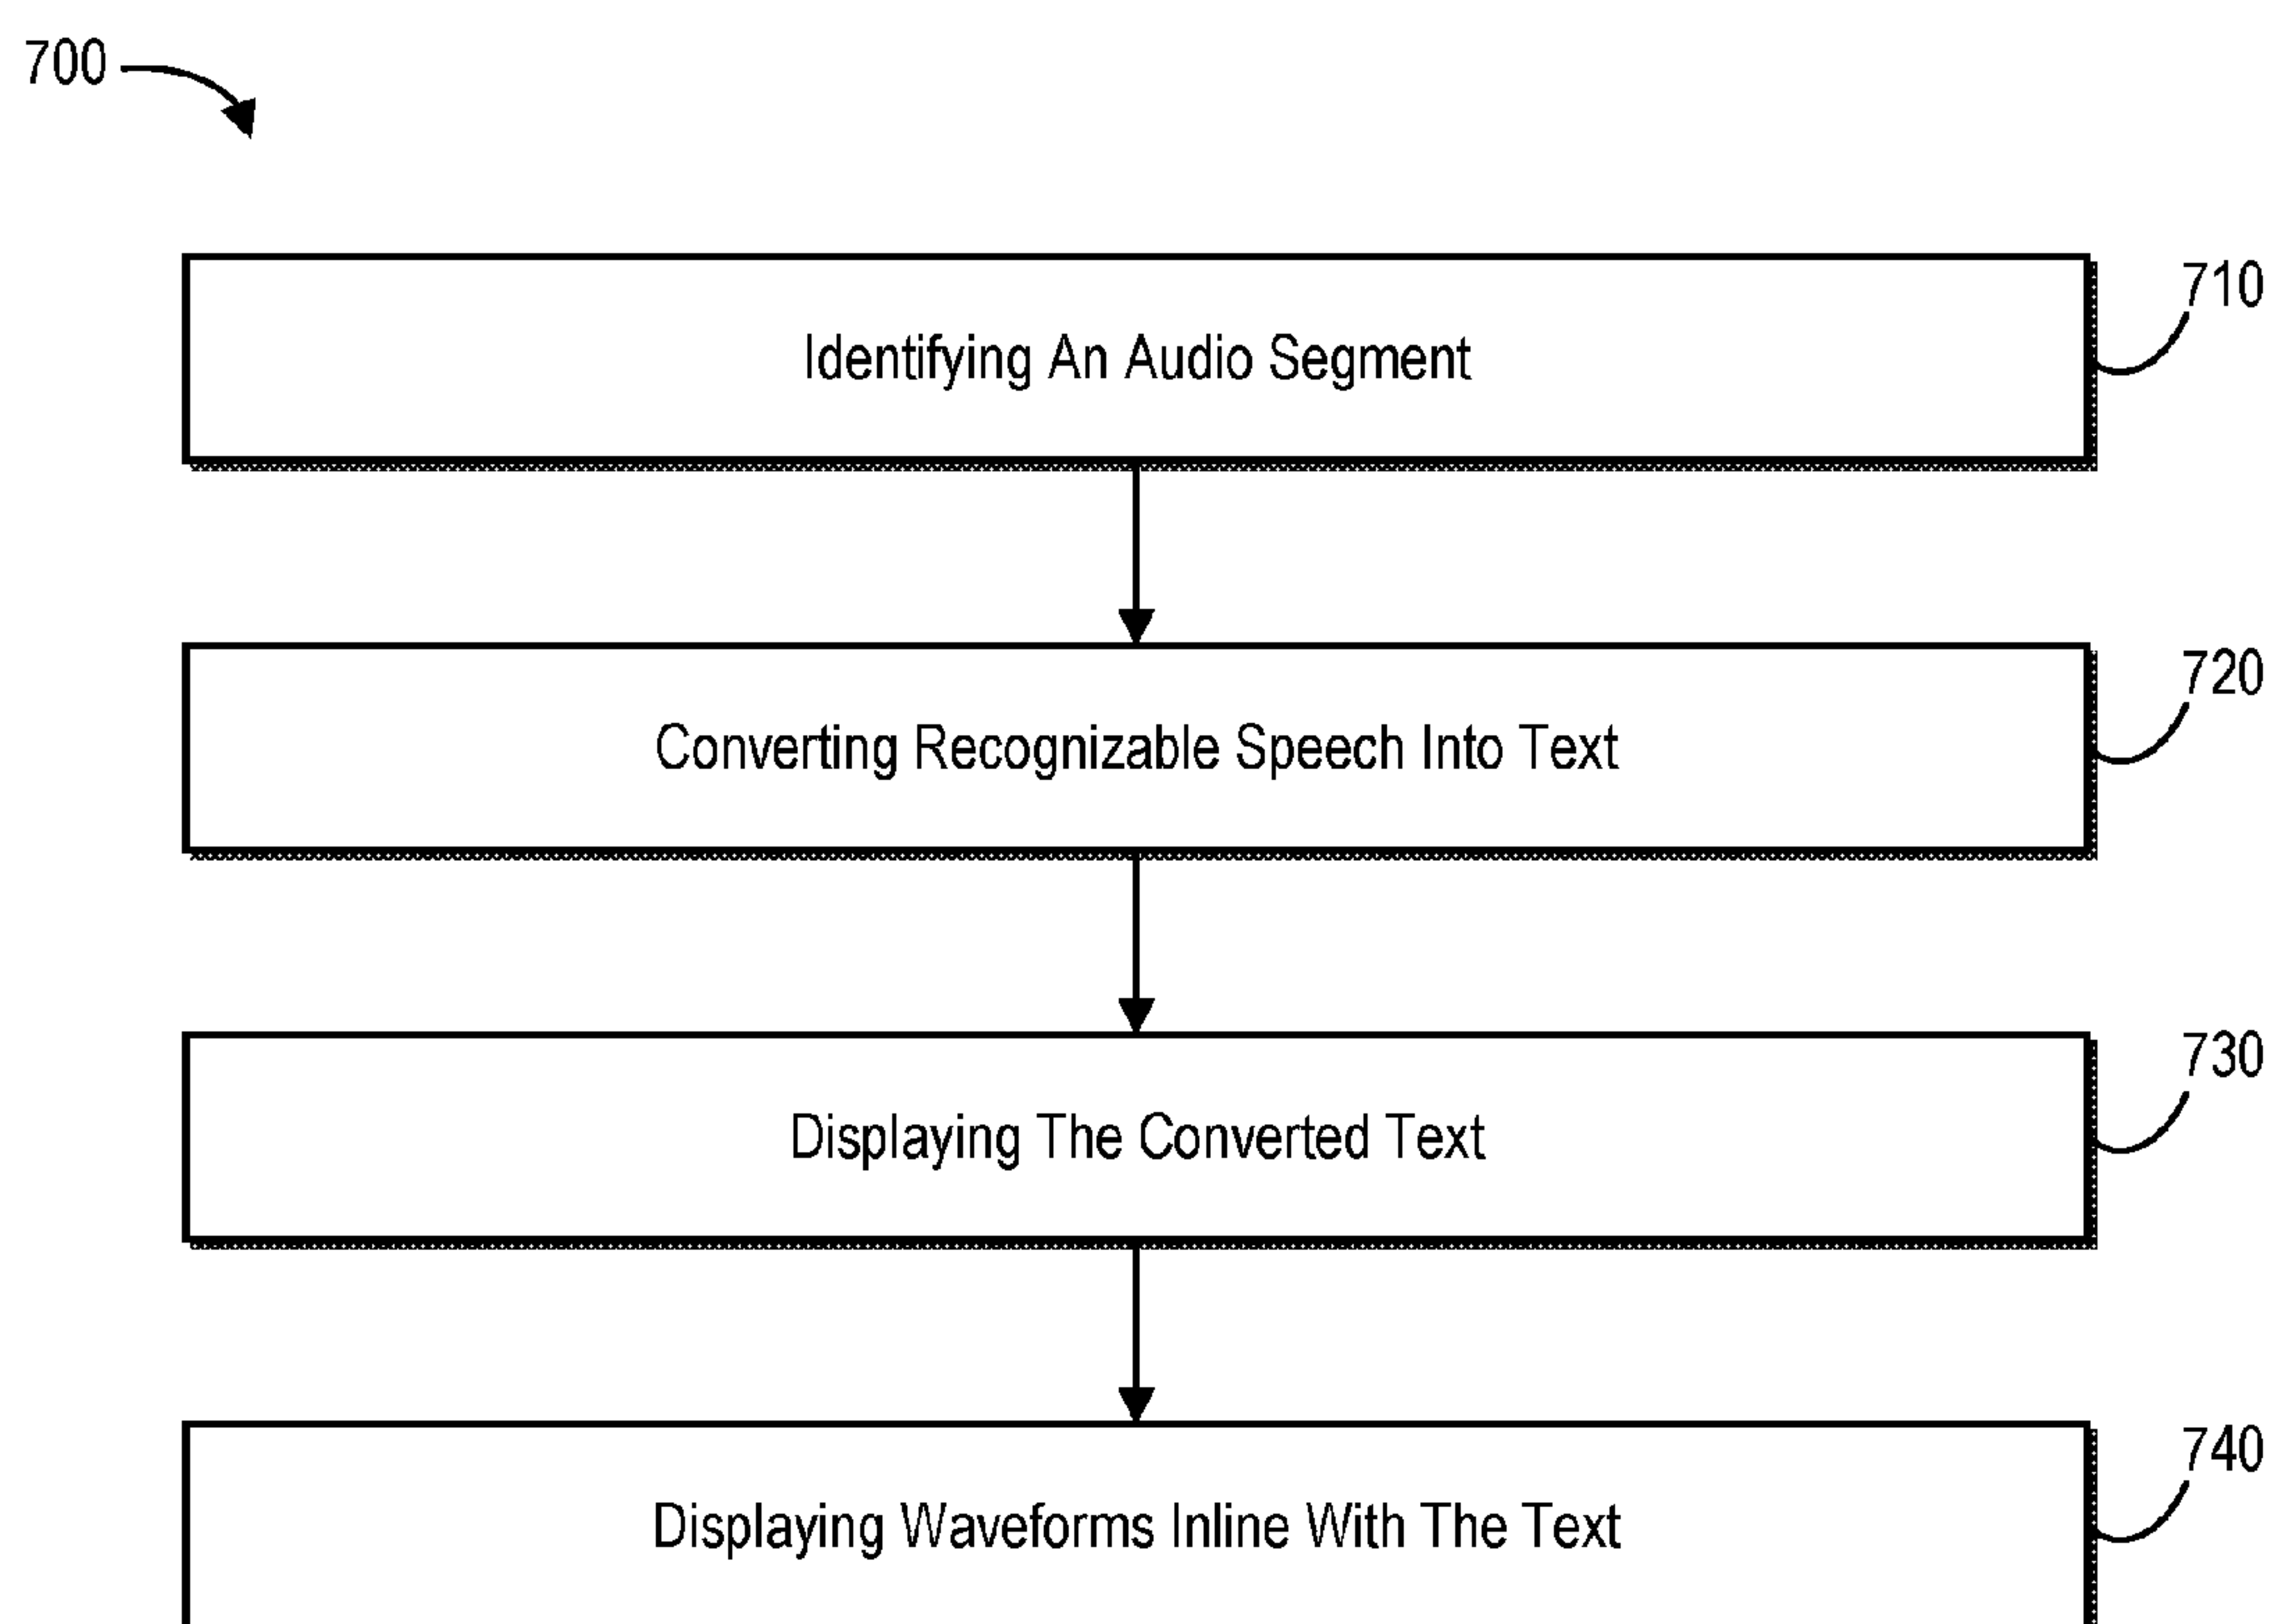 700
710
Identifying An Audio Segment
720
Converting Recognizable Speech Into Text
730
Displaying The Converted Text
740
Displaying Waveforms Inline With The Text